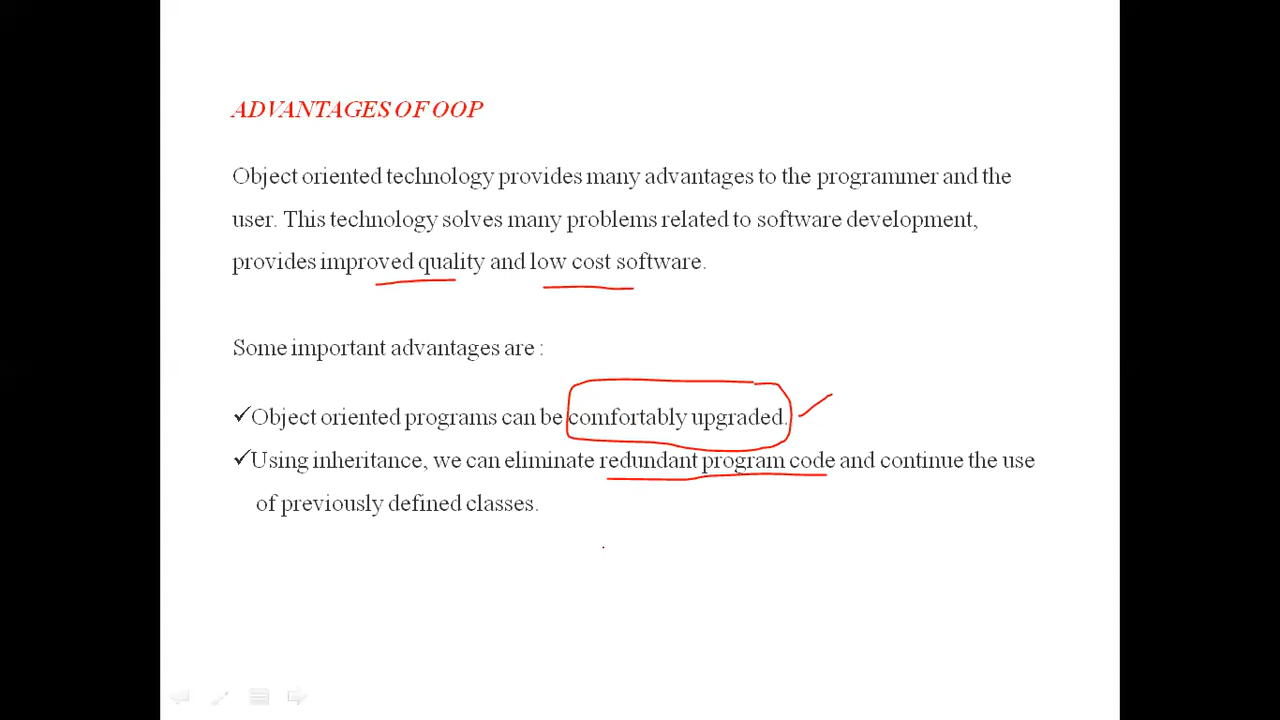 ADVANTAGES OF OOP
Object oriented technology provides many advantages to the programmer and the
user. This technology solves many problems related to software development,
provides improved quality and low cost software.
Some important advantages are :
✓Object oriented programs can be comfortably upgraded.
✓Using inheritance, we can eliminate redundant program code and continue the use
of previously defined classes.